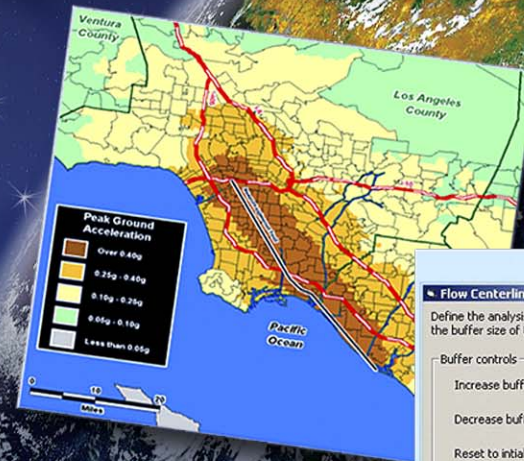 Ventura
County
Los Angeles
County
Peak Ground
Acceleration
Over 0.40g
0.25g - 0.40g
0.10g - 0.25g
0.05g - 0.10g
Less than 0.05g
Pacific
Ocean
0 10 20
Miles
Flow Centerlin
Define the analysi
the buffer size of
Buffer controls
Increase buff
Decrease buf
Reset to intial